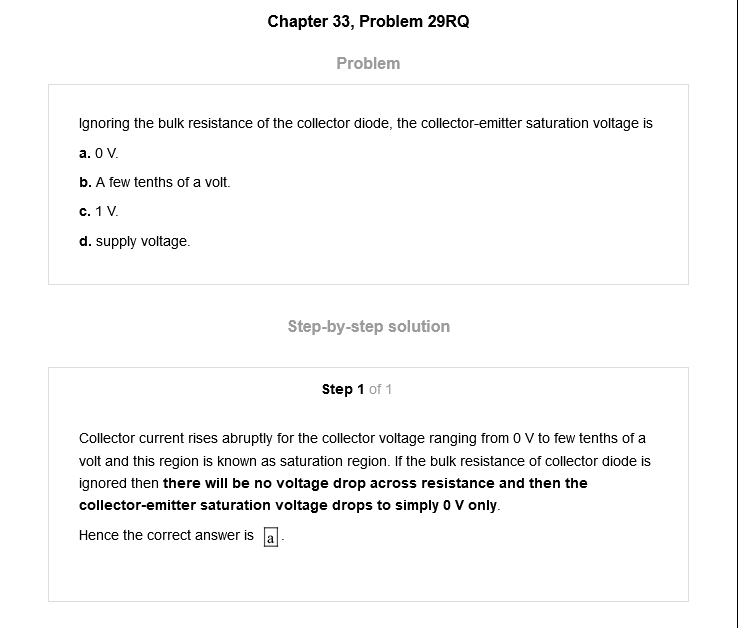 Chapter 33, Problem 29RQ
Problem
Ignoring the bulk resistance of the collector diode, the collector-emitter saturation voltage is
a. 0 V.
b. A few tenths of a volt.
c. 1 V.
d. supply voltage.
Step-by-step solution
Step 1 of 1
Collector current rises abruptly for the collector voltage ranging from 0 V to few tenths of a
volt and this region is known as saturation region. If the bulk resistance of collector diode is
ignored then there will be no voltage drop across resistance and then the
collector-emitter saturation voltage drops to simply 0 V only.
Hence the correct answer is a.